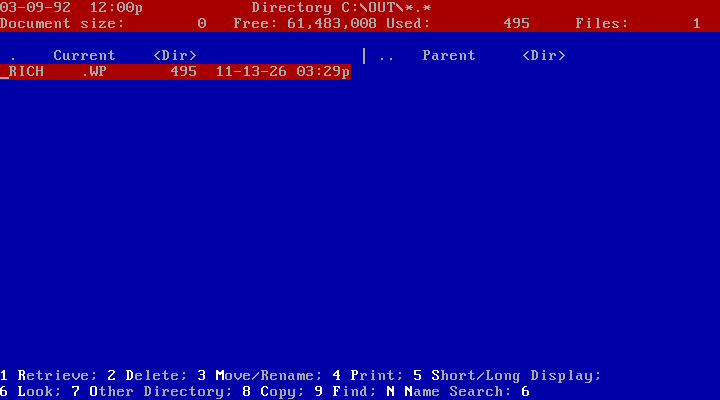 03-09-92  12:00p             Directory C:\OUT\*.*
Document size:        0   Free: 61,483,008 Used:        495     Files:       1
.    Current    <Dir>                   | ..   Parent     <Dir>
_RICH    .WP       495  11-13-26 03:29p
1 Retrieve; 2 Delete; 3 Move/Rename; 4 Print; 5 Short/Long Display;
6 Look; 7 Other Directory; 8 Copy; 9 Find; N Name Search: 6